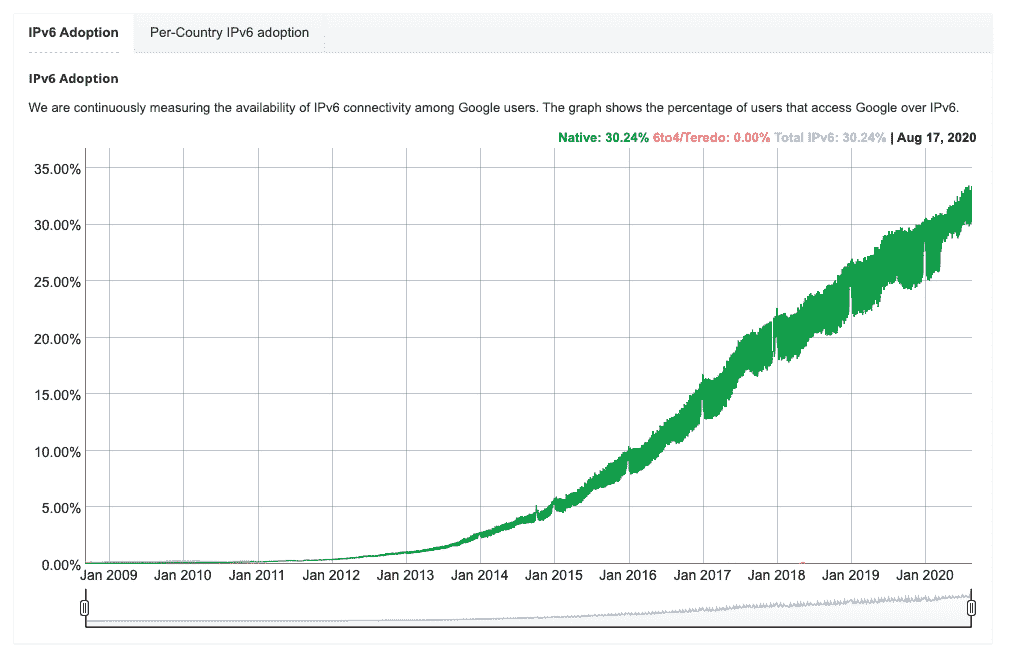 IPv6 Adoption Per-Country IPv6 adoption
IPv6 Adoption
We are continuously measuring the availability of IPv6 connectivity among Google users. The graph shows the percentage of users that access Google over IPv6.
Native: 30.24% 6to4/Teredo: 0.00% Total IPv6: 30.24% | Aug 17, 2020
35.00%
30.00%
25.00%
20.00%
15.00%
10.00%
5.00%
0.00%
Jan 2009 Jan 2010 Jan 2011 Jan 2012 Jan 2013 Jan 2014 Jan 2015 Jan 2016 Jan 2017 Jan 2018 Jan 2019 Jan 2020